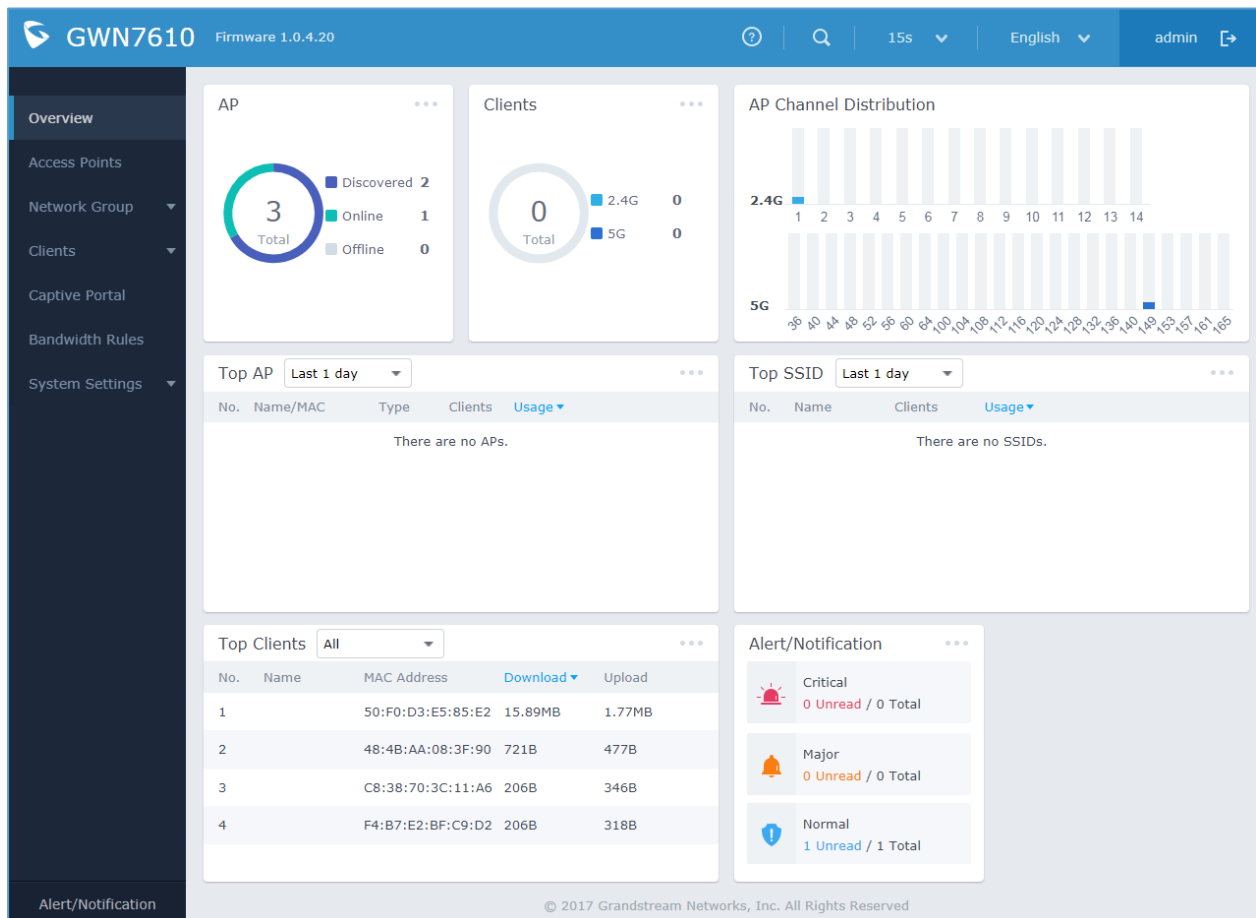 GWN7610 Firmware 1.0.4.20 15s English admin
Overview
Access Points
Network Group
Clients
Captive Portal
Bandwidth Rules
System Settings
Alert/Notification
AP
3
Total
Discovered 2
Online 1
Offline 0
Clients
0
Total
2.4G 0
5G 0
AP Channel Distribution
2.4G
1 2 3 4 5 6 7 8 9 10 11 12 13 14
5G
36 40 44 48 52 56 60 64 100 104 108 112 116 120 124 128 132 136 140 149 153 157 161 165
Top AP Last 1 day
No. Name/MAC Type Clients Usage
There are no APs.
Top SSID Last 1 day
No. Name Clients Usage
There are no SSIDs.
Top Clients All
No. Name MAC Address Download Upload
1 50:F0:D3:E5:85:E2 15.89MB 1.77MB
2 48:4B:AA:08:3F:90 721B 477B
3 C8:38:70:3C:11:A6 206B 346B
4 F4:B7:E2:BF:C9:D2 206B 318B
Alert/Notification
Critical
0 Unread / 0 Total
Major
0 Unread / 0 Total
Normal
1 Unread / 1 Total
© 2017 Grandstream Networks, Inc. All Rights Reserved